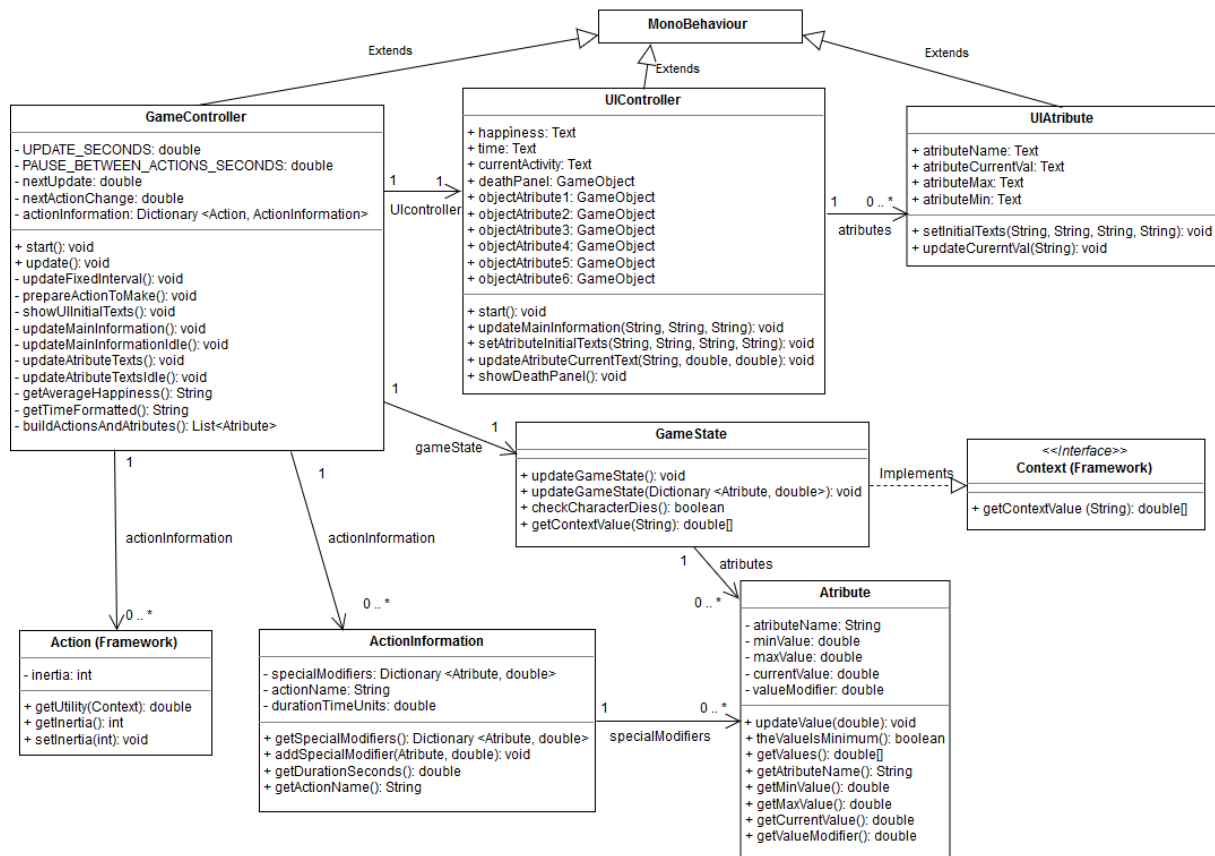 MonoBehaviour
Extends
Extends
Extends
GameController
- UPDATE_SECONDS: double
- PAUSE_BETWEEN_ACTIONS_SECONDS: double
- nextUpdate: double
- nextActionChange: double
- actionInformation: Dictionary <Action, ActionInformation>
+ start(): void
+ update(): void
- updateFixedInterval(): void
- prepareActionToMake(): void
- showUIInitialTexts(): void
- updateMainInformation(): void
- updateMainInformationIdle(): void
- updateAtributeTexts(): void
- updateAtributeTextsIdle(): void
- getAverageHappiness(): String
- getTimeFormatted(): String
- buildActionsAndAtributes(): List<Atribute>
1
1
UIcontroller
UIController
+ happiness: Text
+ time: Text
+ currentActivity: Text
+ deathPanel: GameObject
+ objectAtribute1: GameObject
+ objectAtribute2: GameObject
+ objectAtribute3: GameObject
+ objectAtribute4: GameObject
+ objectAtribute5: GameObject
+ objectAtribute6: GameObject
+ start(): void
+ updateMainInformation(String, String, String): void
+ setAtributeInitialTexts(String, String, String, String): void
+ updateAtributeCurrentText(String, double, double): void
+ showDeathPanel(): void
1
0 .. *
atributes
UIAtribute
+ atributeName: Text
+ atributeCurrentVal: Text
+ atributeMax: Text
+ atributeMin: Text
+ setInitialTexts(String, String, String, String): void
+ updateCurerntVal(String): void
1
1
gameState
GameState
+ updateGameState(): void
+ updateGameState(Dictionary <Atribute, double>): void
+ checkCharacterDies(): boolean
+ getContextValue(String): double[]
Implements
<<Interface>>
Context (Framework)
+ getContextValue (String): double[]
1
actionInformation
0 .. *
1
actionInformation
0 .. *
1
atributes
0 .. *
Action (Framework)
- inertia: int
+ getUtility(Context): double
+ getInertia(): int
+ setInertia(int): void
ActionInformation
- specialModifiers: Dictionary <Atribute, double>
- actionName: String
- durationTimeUnits: double
+ getSpecialModifiers(): Dictionary <Atribute, double>
+ addSpecialModifier(Atribute, double): void
+ getDurationSeconds(): double
+ getActionName(): String
1
0 .. *
specialModifiers
Atribute
- atributeName: String
- minValue: double
- maxValue: double
- currentValue: double
- valueModifier: double
+ updateValue(double): void
+ theValueIsMinimum(): boolean
+ getValues(): double[]
+ getAtributeName(): String
+ getMinValue(): double
+ getMaxValue(): double
+ getCurrentValue(): double
+ getValueModifier(): double